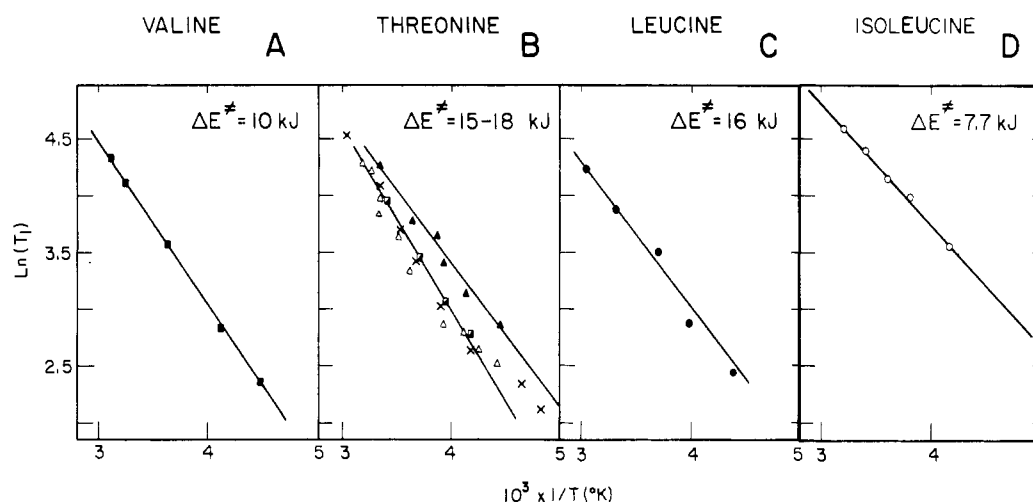 VALINE THREONINE LEUCINE ISOLEUCINE
A B C D
ΔE≠=10 kJ ΔE≠=15-18 kJ ΔE≠= 16 kJ ΔE≠= 7.7 kJ
4.5
3.5
2.5
Ln(T1)
3 4 5 3 4 5 3 4 5 3 4
10³ x 1/T(°K)